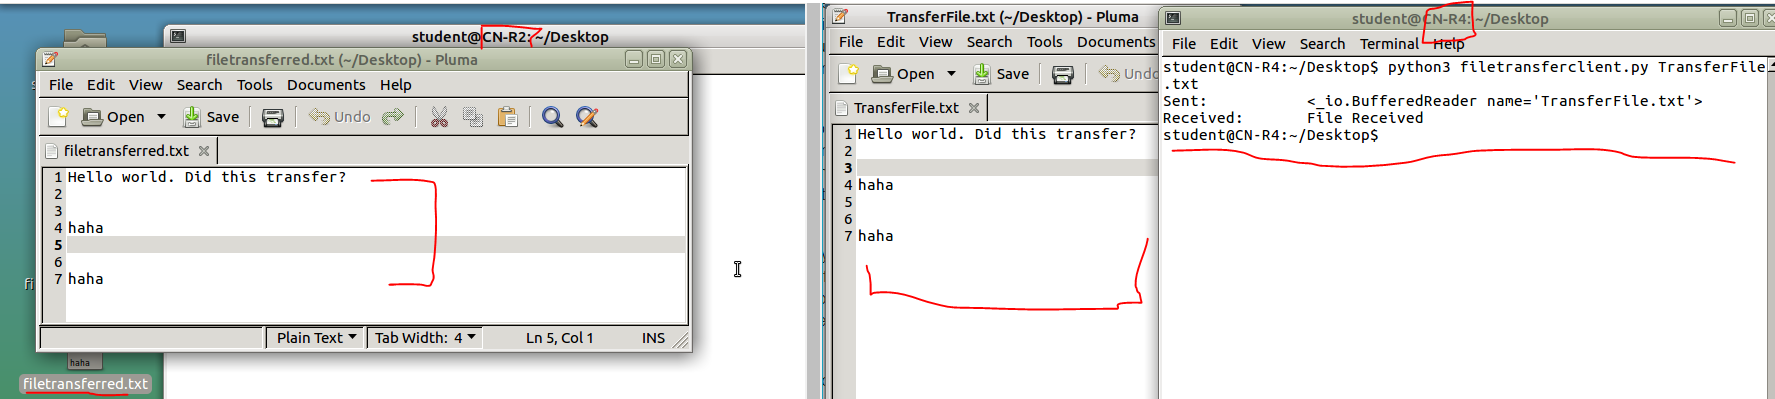 student@CN-R2:~/Desktop
filetransferred.txt (~/Desktop) - Pluma
File Edit View Search Tools Documents Help
Open Save Undo
filetransferred.txt
1 Hello world. Did this transfer?
2
3
4 haha
5
6
7 haha
Plain Text Tab Width: 4 Ln 5, Col 1 INS
haha
filetransferred.txt
TransferFile.txt (~/Desktop) - Pluma
File Edit View Search Tools Documents
Open Save Undo
TransferFile.txt
1 Hello world. Did this transfer?
2
3
4 haha
5
6
7 haha
student@CN-R4:~/Desktop
File Edit View Search Terminal Help
student@CN-R4:~/Desktop$ python3 filetransferclient.py TransferFile
.txt
Sent: <_io.BufferedReader name='TransferFile.txt'>
Received: File Received
student@CN-R4:~/Desktop$